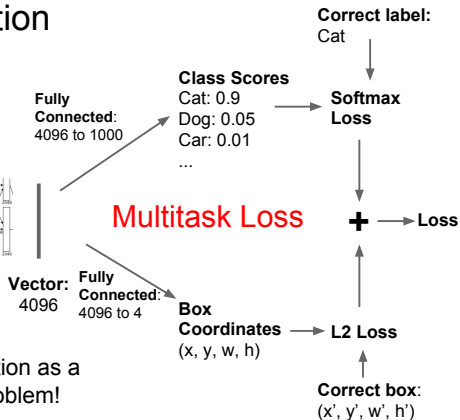 tion
Correct label:
Cat
Class Scores
Cat: 0.9
Dog: 0.05
Car: 0.01
...
Fully
Connected:
4096 to 1000
Softmax
Loss
Multitask Loss
+
Loss
Vector:
4096
Fully
Connected:
4096 to 4
Box
Coordinates
(x, y, w, h)
L2 Loss
tion as a
oblem!
Correct box:
(x', y', w', h')